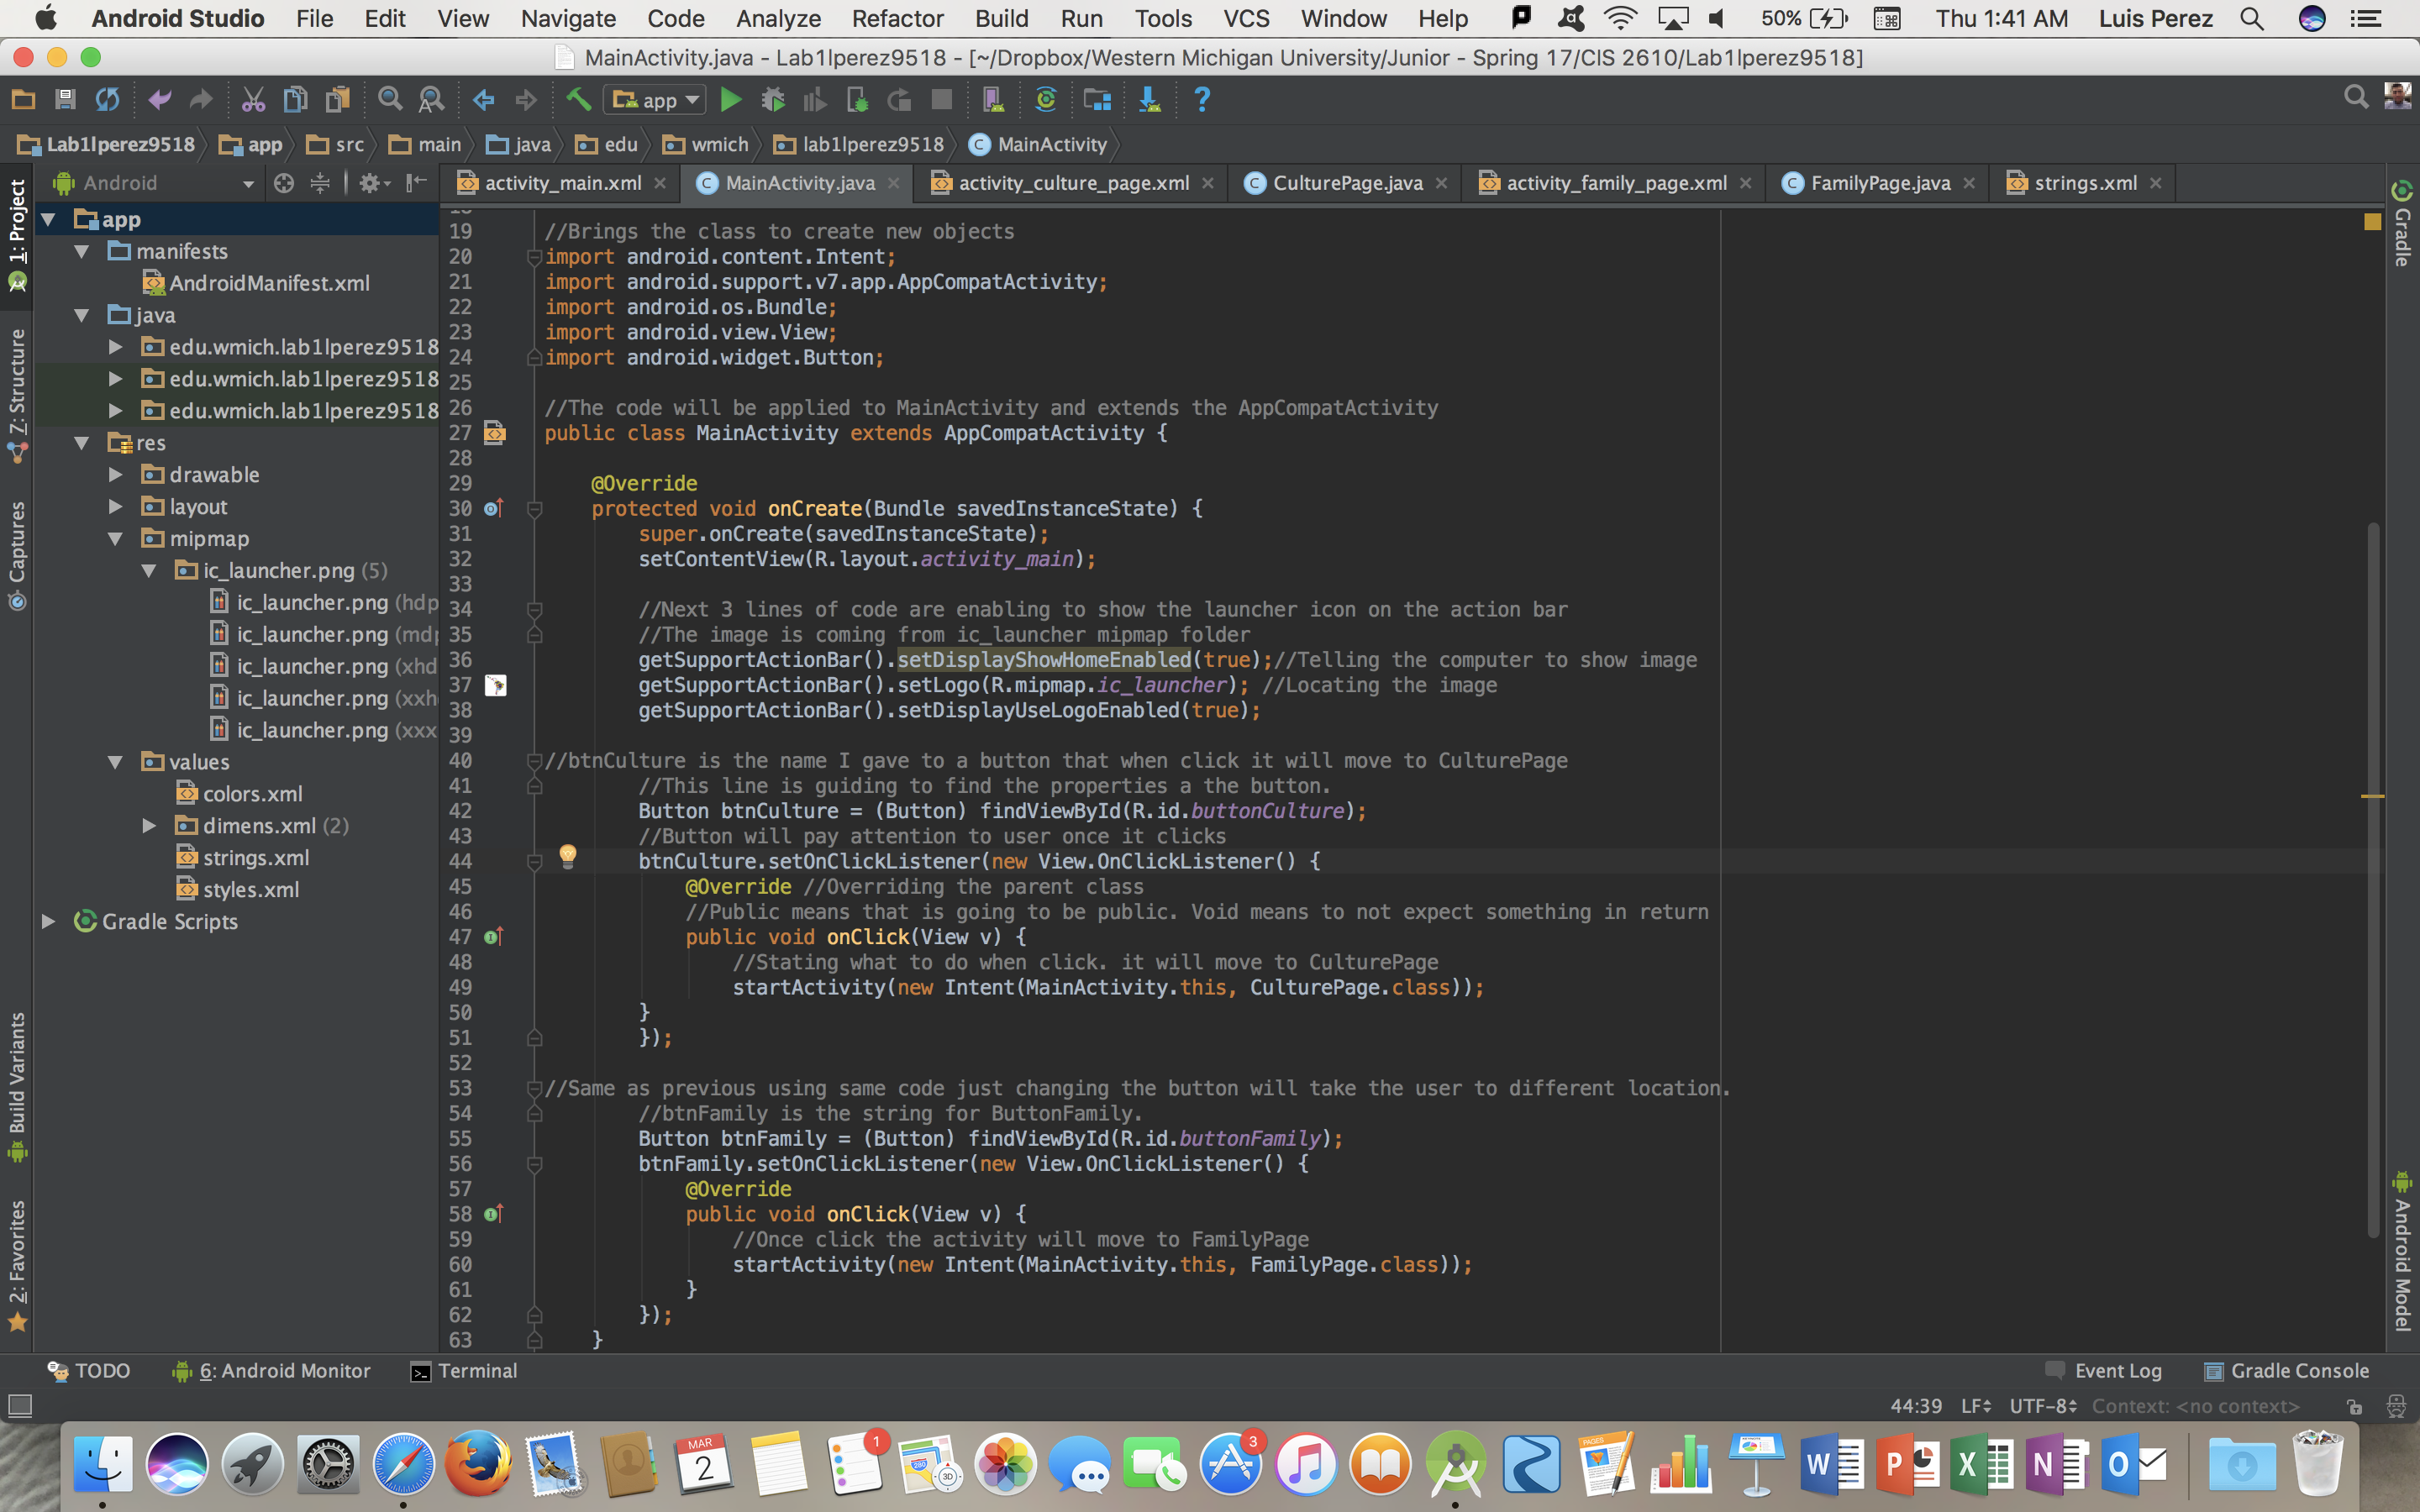 Android Studio File Edit View Navigate Code Analyze Refactor Build Run Tools VCS Window Help 50% Thu 1:41 AM Luis Perez
MainActivity.java - Lab1lperez9518 - [~/Dropbox/Western Michigan University/Junior - Spring 17/CIS 2610/Lab1lperez9518]
app
Lab1lperez9518 app src main java edu wmich lab1lperez9518 MainActivity
Android
activity_main.xml MainActivity.java activity_culture_page.xml CulturePage.java activity_family_page.xml FamilyPage.java strings.xml
1: Project
7: Structure
Captures
Build Variants
2: Favorites
app
manifests
AndroidManifest.xml
java
edu.wmich.lab1lperez9518
edu.wmich.lab1lperez9518
edu.wmich.lab1lperez9518
res
drawable
layout
mipmap
ic_launcher.png (5)
ic_launcher.png (hdp
ic_launcher.png (mdp
ic_launcher.png (xhd
ic_launcher.png (xxh
ic_launcher.png (xxx
values
colors.xml
dimens.xml (2)
strings.xml
styles.xml
Gradle Scripts
19 //Brings the class to create new objects
20 import android.content.Intent;
21 import android.support.v7.app.AppCompatActivity;
22 import android.os.Bundle;
23 import android.view.View;
24 import android.widget.Button;
25
26 //The code will be applied to MainActivity and extends the AppCompatActivity
27 public class MainActivity extends AppCompatActivity {
28
29 @Override
30 protected void onCreate(Bundle savedInstanceState) {
31 super.onCreate(savedInstanceState);
32 setContentView(R.layout.activity_main);
33
34 //Next 3 lines of code are enabling to show the launcher icon on the action bar
35 //The image is coming from ic_launcher mipmap folder
36 getSupportActionBar().setDisplayShowHomeEnabled(true);//Telling the computer to show image
37 getSupportActionBar().setLogo(R.mipmap.ic_launcher); //Locating the image
38 getSupportActionBar().setDisplayUseLogoEnabled(true);
39
40 //btnCulture is the name I gave to a button that when click it will move to CulturePage
41 //This line is guiding to find the properties a the button.
42 Button btnCulture = (Button) findViewById(R.id.buttonCulture);
43 //Button will pay attention to user once it clicks
44 btnCulture.setOnClickListener(new View.OnClickListener() {
45 @Override //Overriding the parent class
46 //Public means that is going to be public. Void means to not expect something in return
47 public void onClick(View v) {
48 //Stating what to do when click. it will move to CulturePage
49 startActivity(new Intent(MainActivity.this, CulturePage.class));
50 }
51 });
52
53 //Same as previous using same code just changing the button will take the user to different location.
54 //btnFamily is the string for ButtonFamily.
55 Button btnFamily = (Button) findViewById(R.id.buttonFamily);
56 btnFamily.setOnClickListener(new View.OnClickListener() {
57 @Override
58 public void onClick(View v) {
59 //Once click the activity will move to FamilyPage
60 startActivity(new Intent(MainActivity.this, FamilyPage.class));
61 }
62 });
63 }
Gradle
Android Model
TODO 6: Android Monitor Terminal Event Log Gradle Console
44:39 LF UTF-8 Context: <no context>
MAR
2
1
280
3D
3
PAGES
W P X N O